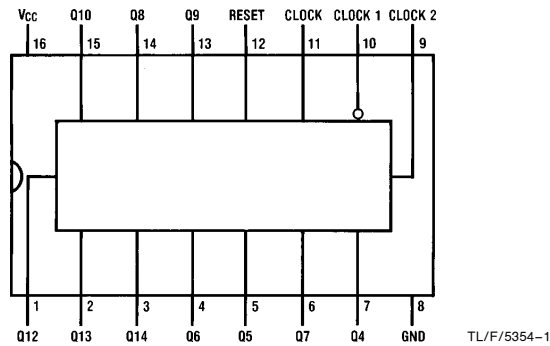 VCC Q10 Q8 Q9 RESET CLOCK CLOCK 1 CLOCK 2
16 15 14 13 12 11 10 9
1 2 3 4 5 6 7 8
Q12 Q13 Q14 Q6 Q5 Q7 Q4 GND
TL/F/5354–1